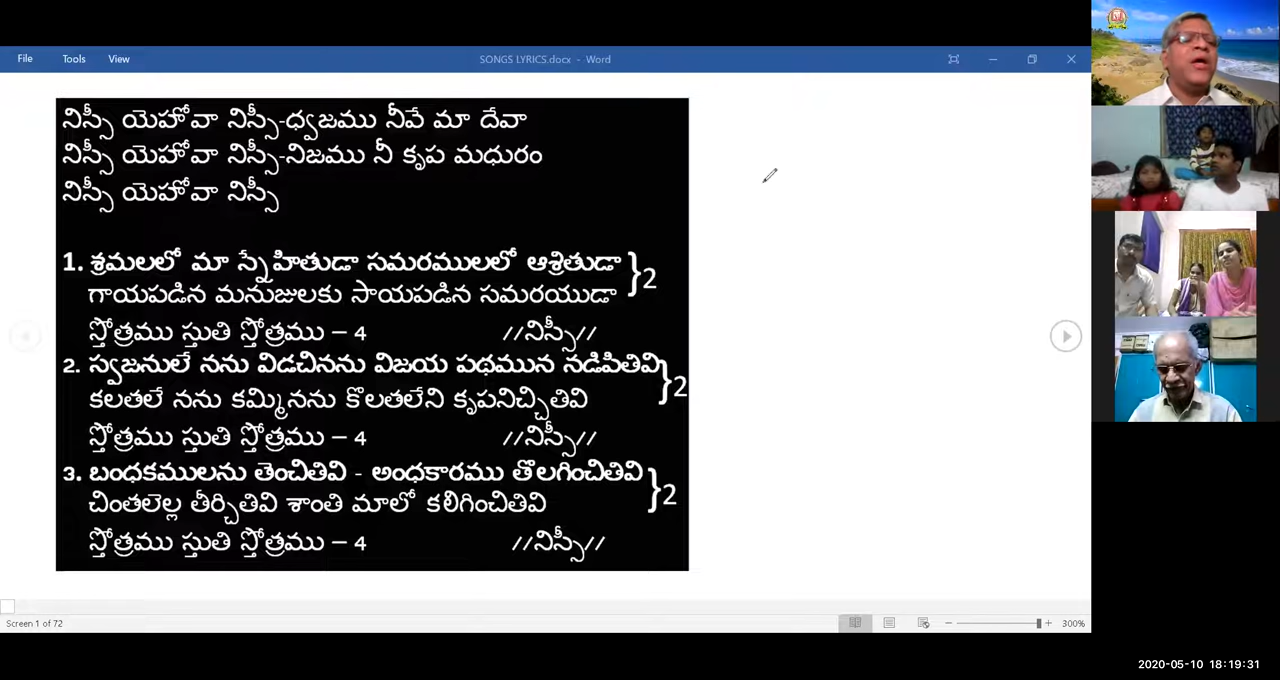 File Tools View SONGS LYRICS.docx - Word
నిస్సీ యెహోవా నిస్సీ-ధ్వజము నీవే మా దేవా
నిస్సీ యెహోవా నిస్సీ-నిజము నీ కృప మధురం
నిస్సీ యెహోవా నిస్సీ
1. శ్రమలలో మా స్నేహితుడా సమరములలో ఆశ్రితుడా }2
గాయపడిన మనుజులకు సాయపడిన సమరయుడా
స్తోత్రము స్తుతి స్తోత్రము – 4 //నిస్సీ//
2. స్వజనులే నను విడచినను విజయ పథమున నడిపితివి }2
కలతలే నను కమ్మినను కొలతలేని కృపనిచ్చితివి
స్తోత్రము స్తుతి స్తోత్రము – 4 //నిస్సీ//
3. బంధకములను తెంచితివి - అంధకారము తొలగించితివి }2
చింతలెల్ల తీర్చితివి శాంతి మాలో కలిగించితివి
స్తోత్రము స్తుతి స్తోత్రము – 4 //నిస్సీ//
Screen 1 of 72 300%
2020-05-10 18:19:31